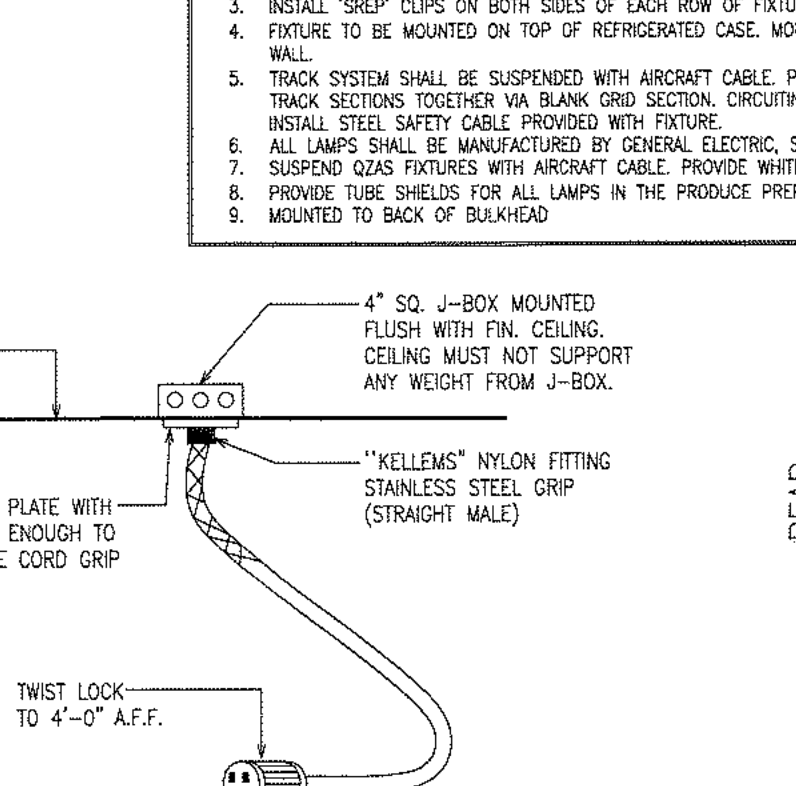 3. INSTALL "SREP" CLIPS ON BOTH SIDES OF EACH ROW OF
4. FIXTURE TO BE MOUNTED ON TOP OF REFRIGERATED CASE.
WALL.
5. TRACK SYSTEM SHALL BE SUSPENDED WITH AIRCRAFT CABLE.
TRACK SECTIONS TOGETHER VIA BLANK GRID SECTION.
INSTALL STEEL SAFETY CABLE PROVIDED WITH FIXTURE.
6. ALL LAMPS SHALL BE MANUFACTURED BY GENERAL ELECTRIC,
7. SUSPEND QZAS FIXTURES WITH AIRCRAFT CABLE. PROVIDE
8. PROVIDE TUBE SHIELDS FOR ALL LAMPS IN THE PRODUCE
9. MOUNTED TO BACK OF BULKHEAD
4" SQ. J-BOX MOUNTED
FLUSH WITH FIN. CEILING.
CEILING MUST NOT SUPPORT
ANY WEIGHT FROM J-BOX.
"KELLEMS" NYLON FITTING
STAINLESS STEEL GRIP
(STRAIGHT MALE)
PLATE WITH
ENOUGH TO
CORD GRIP
TWIST LOCK
TO 4'-0" A.F.F.